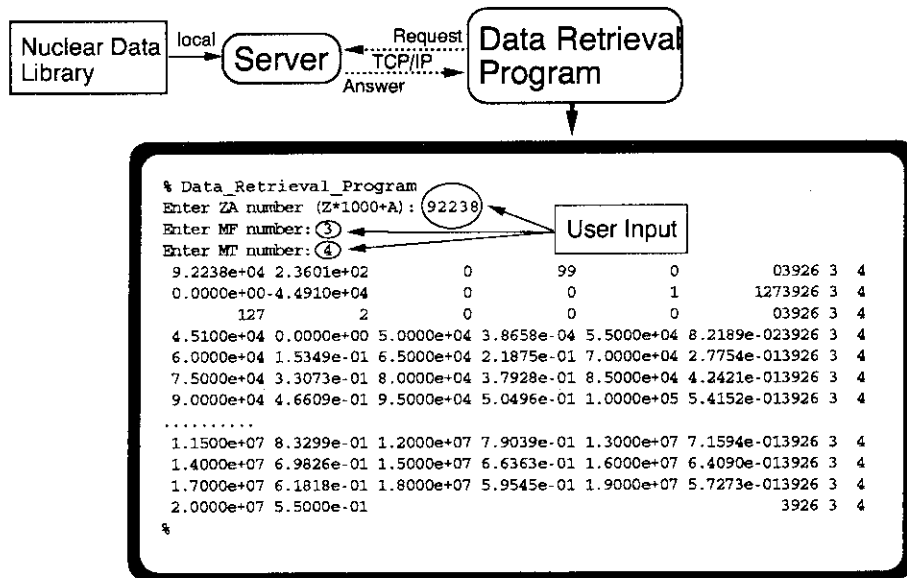 Nuclear Data
Library
local
Server
Request
TCP/IP
Answer
Data Retrieval
Program
% Data_Retrieval_Program
Enter ZA number (Z*1000+A): 92238
Enter MF number: 3
Enter MT number: 4
User Input
9.2238e+04 2.3601e+02 0 99 0 03926 3 4
0.0000e+00-4.4910e+04 0 0 1 1273926 3 4
127 2 0 0 0 03926 3 4
4.5100e+04 0.0000e+00 5.0000e+04 3.8658e-04 5.5000e+04 8.2189e-023926 3 4
6.0000e+04 1.5349e-01 6.5000e+04 2.1875e-01 7.0000e+04 2.7754e-013926 3 4
7.5000e+04 3.3073e-01 8.0000e+04 3.7928e-01 8.5000e+04 4.2421e-013926 3 4
9.0000e+04 4.6609e-01 9.5000e+04 5.0496e-01 1.0000e+05 5.4152e-013926 3 4
..........
1.1500e+07 8.3299e-01 1.2000e+07 7.9039e-01 1.3000e+07 7.1594e-013926 3 4
1.4000e+07 6.9826e-01 1.5000e+07 6.6363e-01 1.6000e+07 6.4090e-013926 3 4
1.7000e+07 6.1818e-01 1.8000e+07 5.9545e-01 1.9000e+07 5.7273e-013926 3 4
2.0000e+07 5.5000e-01 3926 3 4
%